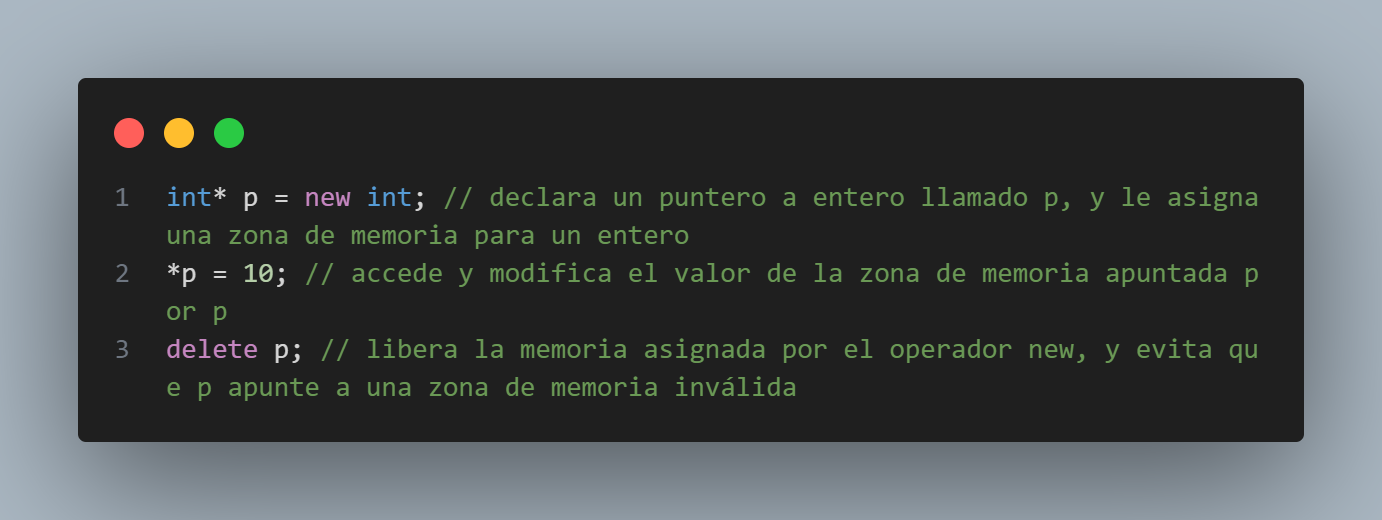 1 int* p = new int; // declara un puntero a entero llamado p, y le asigna
una zona de memoria para un entero
2 *p = 10; // accede y modifica el valor de la zona de memoria apuntada p
or p
3 delete p; // libera la memoria asignada por el operador new, y evita qu
e p apunte a una zona de memoria inválida